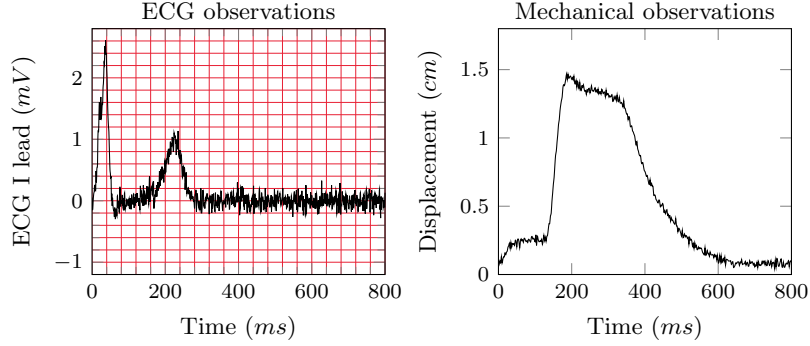 ECG observations
ECG I lead (mV)
2
1
0
−1
0 200 400 600 800
Time (ms)
Mechanical observations
Displacement (cm)
1.5
1
0.5
0
0 200 400 600 800
Time (ms)